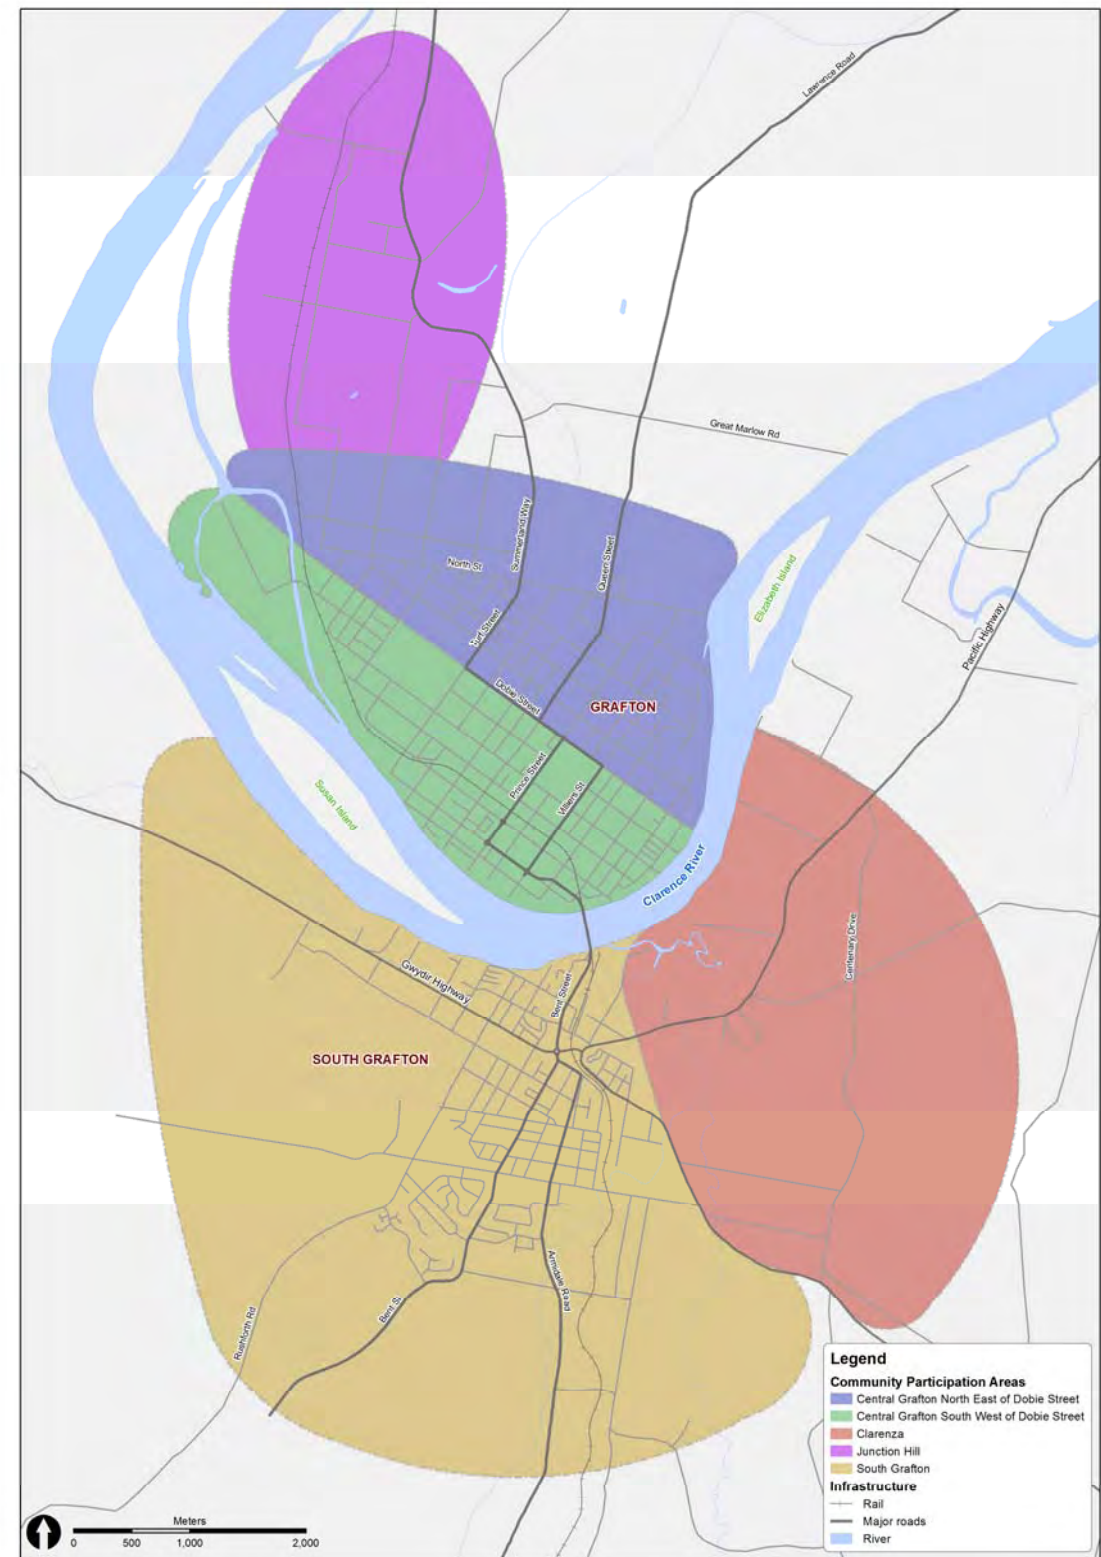 Lawrence Road
Great Marlow Rd
Summerland Way
Queen Street
North St
Elizabeth Island
Turf Street
Pacific Highway
Dobie Street
GRAFTON
Prince Street
Villiers St
Susan Island
Clarence River
Centenary Drive
Gwydir Highway
Bent Street
SOUTH GRAFTON
Armidale Road
Bent St
Rushforth Rd
Legend
Community Participation Areas
Central Grafton North East of Dobie Street
Central Grafton South West of Dobie Street
Clarenza
Junction Hill
South Grafton
Infrastructure
Rail
Major roads
River
Meters
0 500 1,000 2,000